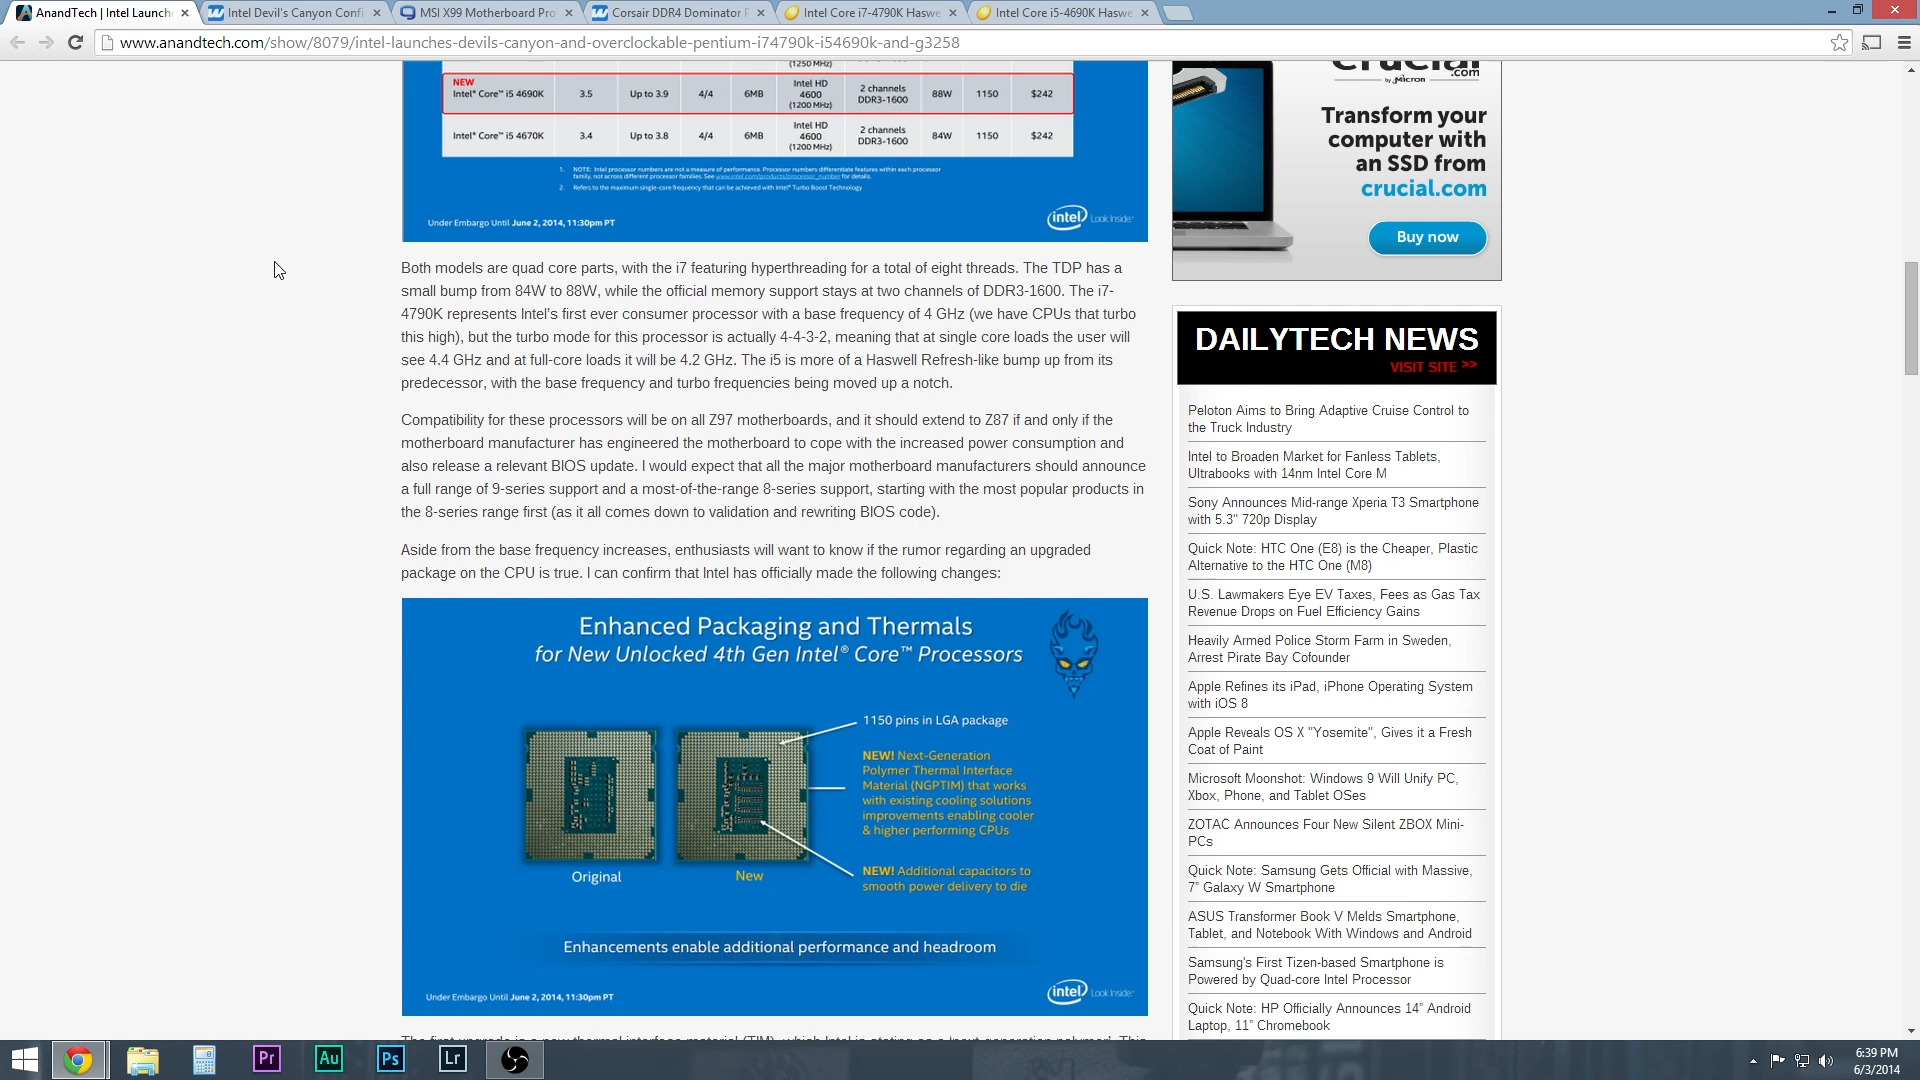 AnandTech | Intel Launch
Intel Devil's Canyon Confi
MSI X99 Motherboard Pro
Corsair DDR4 Dominator P
Intel Core i7-4790K Haswe
Intel Core i5-4690K Haswe
www.anandtech.com/show/8079/intel-launches-devils-canyon-and-overclockable-pentium-i74790k-i54690k-and-g3258
(1250 MHz)
NEW
Intel® Core™ i5 4690K 3.5 Up to 3.9 4/4 6MB Intel HD 4600 (1200 MHz) 2 channels DDR3-1600 88W 1150 $242
Intel® Core™ i5 4670K 3.4 Up to 3.8 4/4 6MB Intel HD 4600 (1200 MHz) 2 channels DDR3-1600 84W 1150 $242
1. NOTE: Intel processor numbers are not a measure of performance. Processor numbers differentiate features within each processor
family, not across different processor families. See www.intel.com/products/processor_number for details.
2. Refers to the maximum single-core frequency that can be achieved with Intel® Turbo Boost Technology
Under Embargo Until June 2, 2014, 11:30pm PT
intel Look Inside.™
Both models are quad core parts, with the i7 featuring hyperthreading for a total of eight threads. The TDP has a
small bump from 84W to 88W, while the official memory support stays at two channels of DDR3-1600. The i7-
4790K represents Intel's first ever consumer processor with a base frequency of 4 GHz (we have CPUs that turbo
this high), but the turbo mode for this processor is actually 4-4-3-2, meaning that at single core loads the user will
see 4.4 GHz and at full-core loads it will be 4.2 GHz. The i5 is more of a Haswell Refresh-like bump up from its
predecessor, with the base frequency and turbo frequencies being moved up a notch.
Compatibility for these processors will be on all Z97 motherboards, and it should extend to Z87 if and only if the
motherboard manufacturer has engineered the motherboard to cope with the increased power consumption and
also release a relevant BIOS update. I would expect that all the major motherboard manufacturers should announce
a full range of 9-series support and a most-of-the-range 8-series support, starting with the most popular products in
the 8-series range first (as it all comes down to validation and rewriting BIOS code).
Aside from the base frequency increases, enthusiasts will want to know if the rumor regarding an upgraded
package on the CPU is true. I can confirm that Intel has officially made the following changes:
Enhanced Packaging and Thermals
for New Unlocked 4th Gen Intel® Core™ Processors
1150 pins in LGA package
NEW! Next-Generation
Polymer Thermal Interface
Material (NGPTIM) that works
with existing cooling solutions
improvements enabling cooler
& higher performing CPUs
NEW! Additional capacitors to
smooth power delivery to die
Original
New
Enhancements enable additional performance and headroom
Under Embargo Until June 2, 2014, 11:30pm PT
intel Look Inside.™
The first upgrade is a new thermal interface material (TIM), which Intel is stating as a 'next generation polymer'. This
crucial
.com
by Micron
Transform your
computer with
an SSD from
crucial.com
Buy now
DAILYTECH NEWS
VISIT SITE >>
Peloton Aims to Bring Adaptive Cruise Control to
the Truck Industry
Intel to Broaden Market for Fanless Tablets,
Ultrabooks with 14nm Intel Core M
Sony Announces Mid-range Xperia T3 Smartphone
with 5.3" 720p Display
Quick Note: HTC One (E8) is the Cheaper, Plastic
Alternative to the HTC One (M8)
U.S. Lawmakers Eye EV Taxes, Fees as Gas Tax
Revenue Drops on Fuel Efficiency Gains
Heavily Armed Police Storm Farm in Sweden,
Arrest Pirate Bay Cofounder
Apple Refines its iPad, iPhone Operating System
with iOS 8
Apple Reveals OS X "Yosemite", Gives it a Fresh
Coat of Paint
Microsoft Moonshot: Windows 9 Will Unify PC,
Xbox, Phone, and Tablet OSes
ZOTAC Announces Four New Silent ZBOX Mini-
PCs
Quick Note: Samsung Gets Official with Massive,
7" Galaxy W Smartphone
ASUS Transformer Book V Melds Smartphone,
Tablet, and Notebook With Windows and Android
Samsung's First Tizen-based Smartphone is
Powered by Quad-core Intel Processor
Quick Note: HP Officially Announces 14" Android
Laptop, 11" Chromebook
Pr
Au
Ps
Lr
6:39 PM
6/3/2014